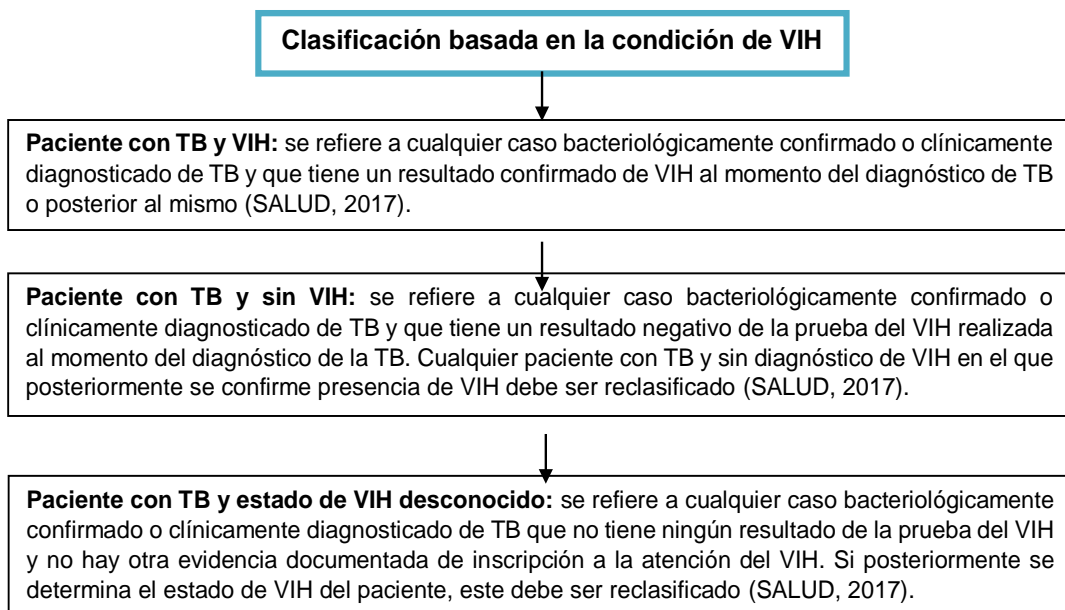 Clasificación basada en la condición de VIH
Paciente con TB y VIH: se refiere a cualquier caso bacteriológicamente confirmado o clínicamente
diagnosticado de TB y que tiene un resultado confirmado de VIH al momento del diagnóstico de TB
o posterior al mismo (SALUD, 2017).
Paciente con TB y sin VIH: se refiere a cualquier caso bacteriológicamente confirmado o
clínicamente diagnosticado de TB y que tiene un resultado negativo de la prueba del VIH realizada
al momento del diagnóstico de la TB. Cualquier paciente con TB y sin diagnóstico de VIH en el que
posteriormente se confirme presencia de VIH debe ser reclasificado (SALUD, 2017).
Paciente con TB y estado de VIH desconocido: se refiere a cualquier caso bacteriológicamente
confirmado o clínicamente diagnosticado de TB que no tiene ningún resultado de la prueba del VIH
y no hay otra evidencia documentada de inscripción a la atención del VIH. Si posteriormente se
determina el estado de VIH del paciente, este debe ser reclasificado (SALUD, 2017).